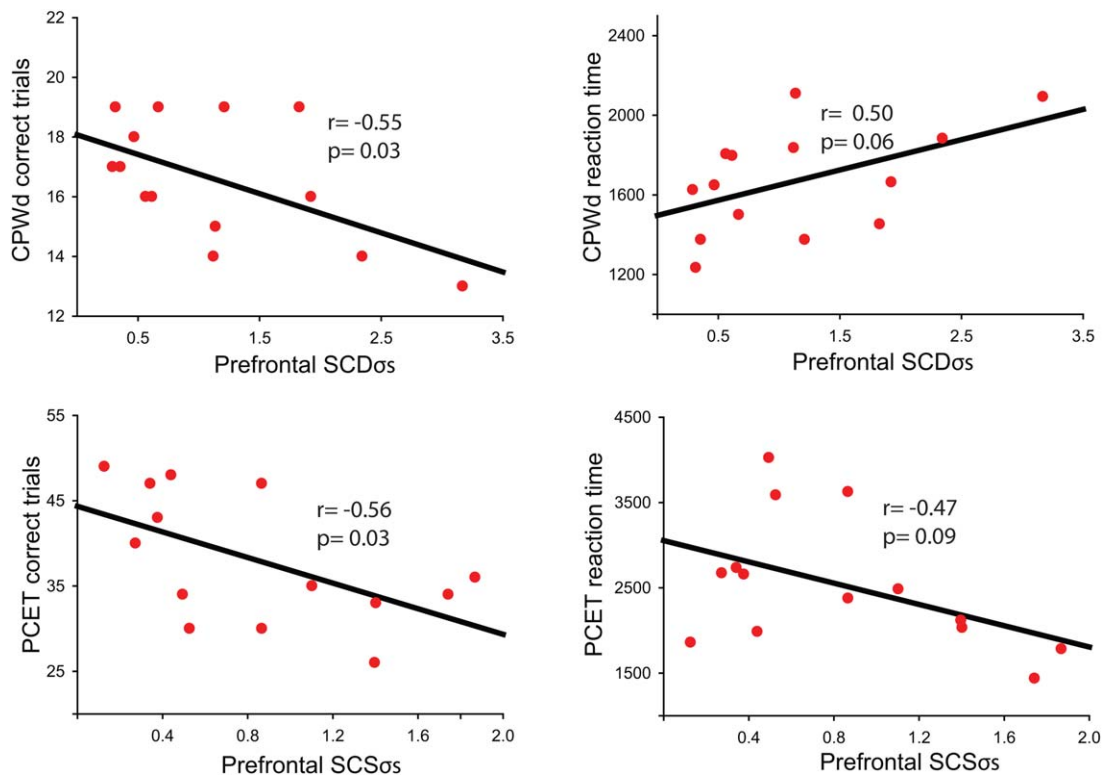 22
20
18
16
14
12
CPWd correct trials
r= -0.55
p= 0.03
0.5
1.5
2.5
3.5
Prefrontal SCDσs
2400
2000
1600
1200
CPWd reaction time
r= 0.50
p= 0.06
0.5
1.5
2.5
3.5
Prefrontal SCDσs
55
45
35
25
PCET correct trials
r= -0.56
p= 0.03
0.4
0.8
1.2
1.6
2.0
Prefrontal SCSσs
4500
3500
2500
1500
PCET reaction time
r= -0.47
p= 0.09
0.4
0.8
1.2
1.6
2.0
Prefrontal SCSσs